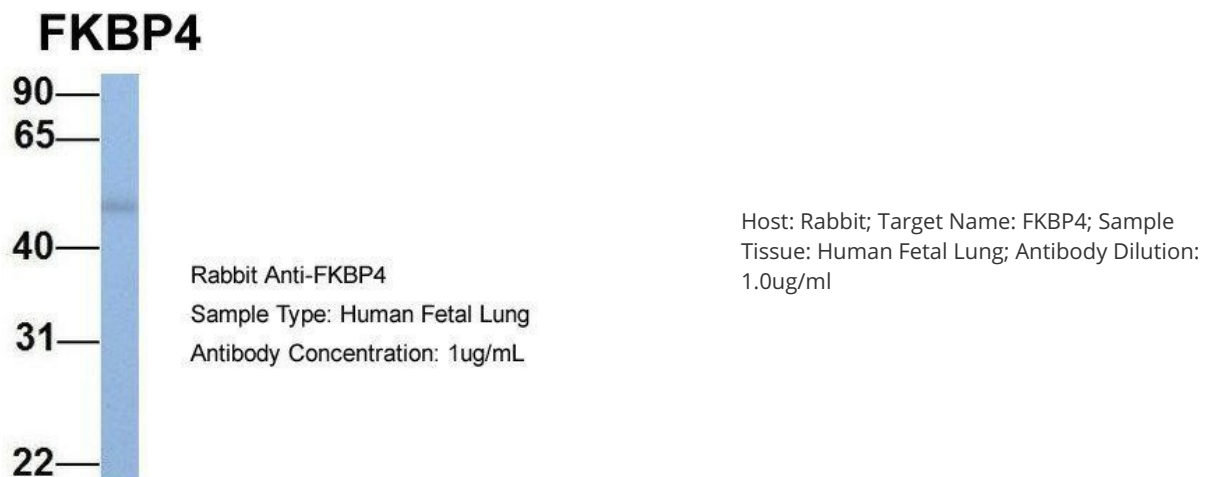 FKBP4
90
65
40
31
22
Rabbit Anti-FKBP4
Sample Type: Human Fetal Lung
Antibody Concentration: 1ug/mL
Host: Rabbit; Target Name: FKBP4; Sample
Tissue: Human Fetal Lung; Antibody Dilution:
1.0ug/ml